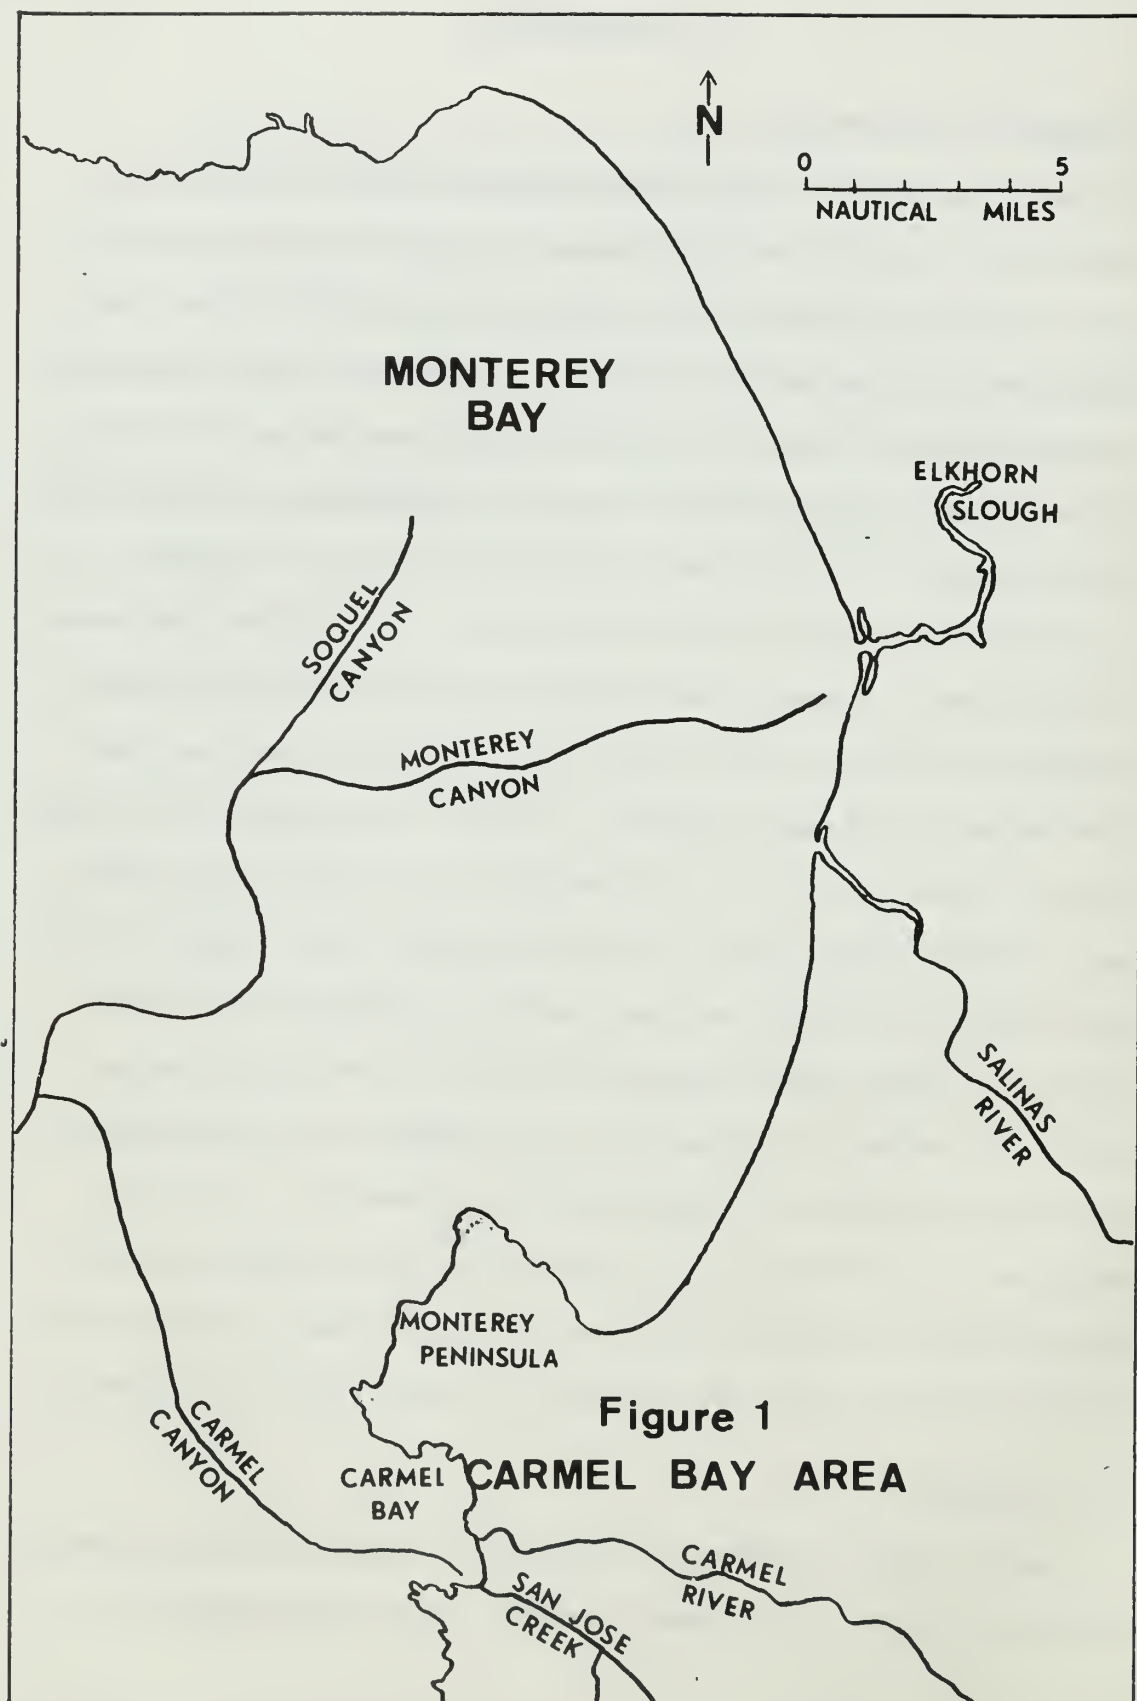 N
0 5
NAUTICAL MILES
MONTEREY
BAY
ELKHORN
SLOUGH
SOQUEL
CANYON
MONTEREY
CANYON
SALINAS
RIVER
MONTEREY
PENINSULA
Figure 1
CARMEL BAY AREA
CARMEL
CANYON
CARMEL
BAY
CARMEL
RIVER
SAN JOSE
CREEK